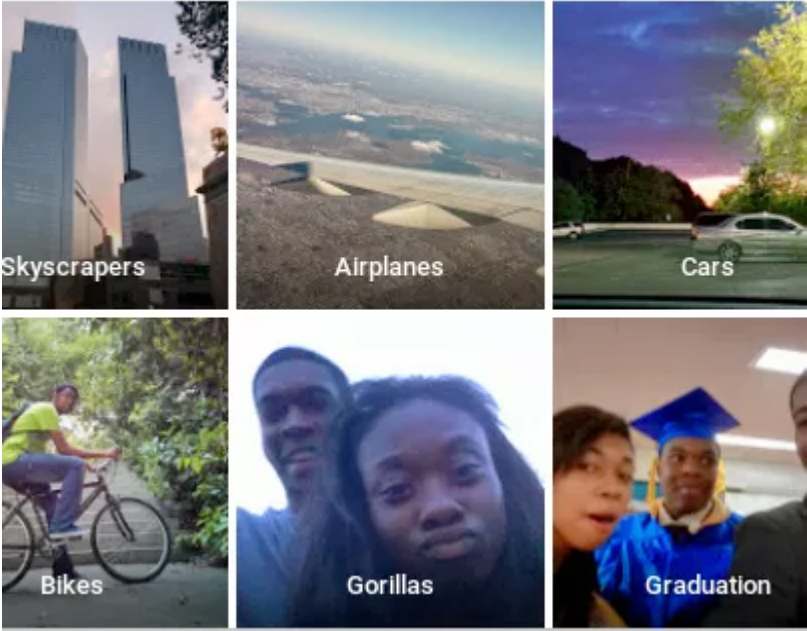 Skyscrapers
Airplanes
Cars
Bikes
Gorillas
Graduation